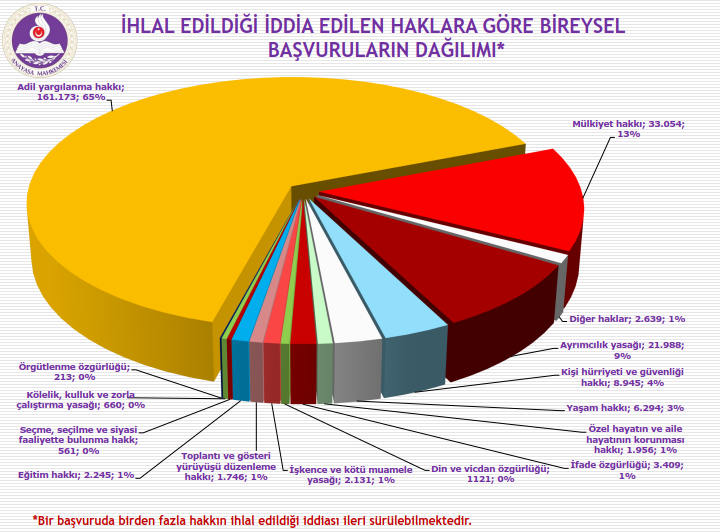 İHLAL EDİLDİĞİ İDDİA EDİLEN HAKLARA GÖRE BİREYSEL
BAŞVURULARIN DAĞILIMI*
T.C.
ANAYASA MAHKEMESİ
Adil yargılanma hakkı;
161.173; 65%
Mülkiyet hakkı; 33.054;
13%
Diğer haklar; 2.639; 1%
Ayrımcılık yasağı; 21.988;
9%
Kişi hürriyeti ve güvenliği
hakkı; 8.945; 4%
Yaşam hakkı; 6.294; 3%
Özel hayatın ve aile
hayatının korunması
hakkı; 1.956; 1%
İfade özgürlüğü; 3.409;
1%
Din ve vicdan özgürlüğü;
1121; 0%
İşkence ve kötü muamele
yasağı; 2.131; 1%
Toplantı ve gösteri
yürüyüşü düzenleme
hakkı; 1.746; 1%
Eğitim hakkı; 2.245; 1%
Seçme, seçilme ve siyasi
faaliyette bulunma hakk;
561; 0%
Kölelik, kulluk ve zorla
çalıştırma yasağı; 660; 0%
Örgütlenme özgürlüğü;
213; 0%
*Bir başvuruda birden fazla hakkın ihlal edildiği iddiası ileri sürülebilmektedir.